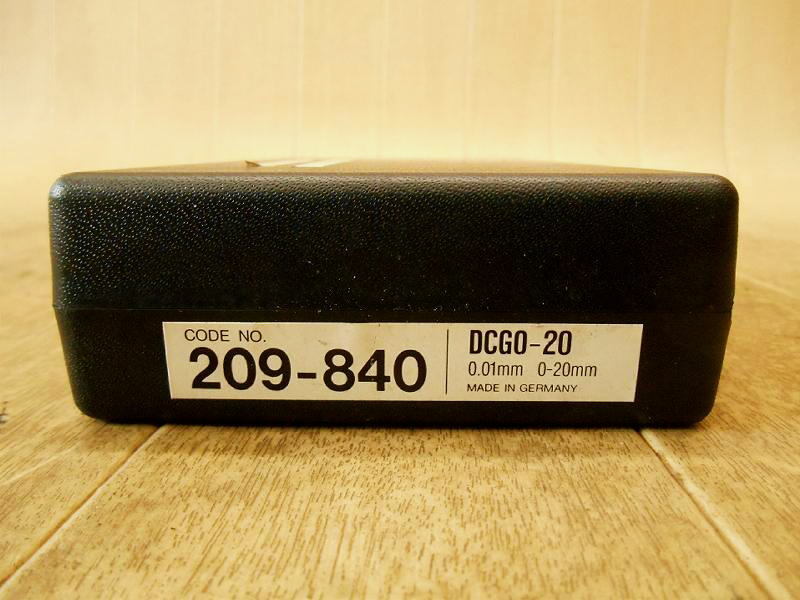 CODE NO.
209-840
DCGO-20
0.01mm 0-20mm
MADE IN GERMANY